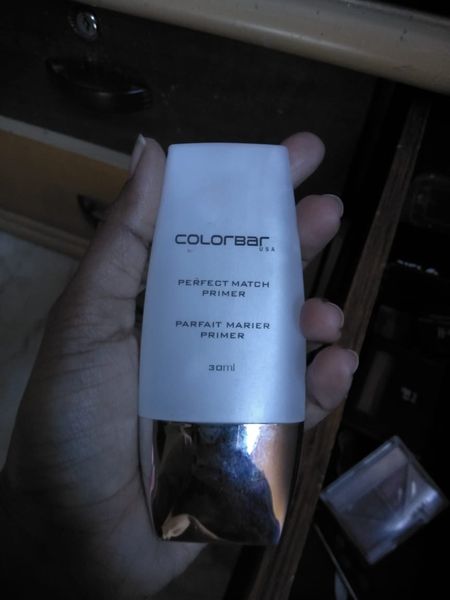 COLORBAR
USA
PERFECT MATCH
PRIMER
PARFAIT MARIER
PRIMER
30ml